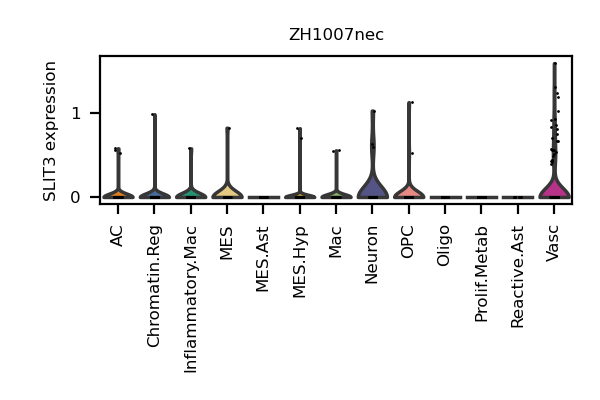 ZH1007nec
SLIT3 expression
1
0
AC
Chromatin.Reg
Inflammatory.Mac
MES
MES.Ast
MES.Hyp
Mac
Neuron
OPC
Oligo
Prolif.Metab
Reactive.Ast
Vasc